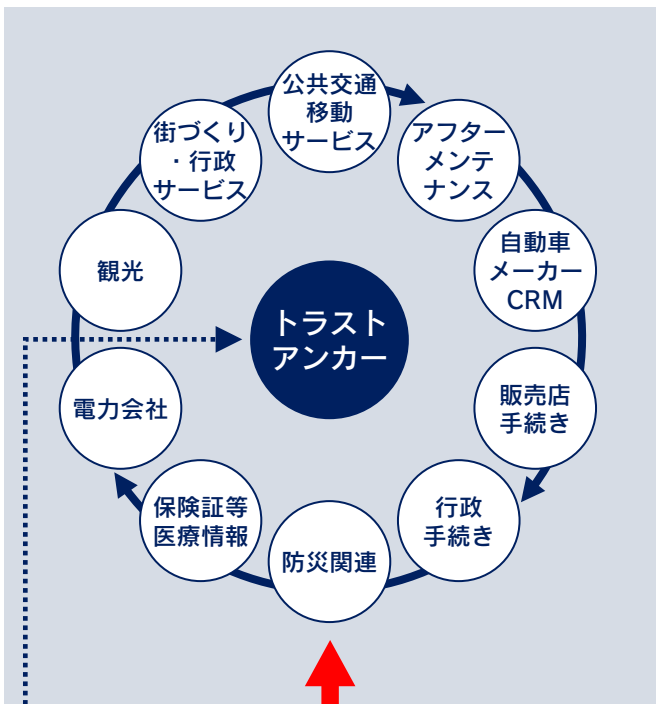 公共交通
移動
サービス
アフター
メンテ
ナンス
自動車
メーカー
CRM
販売店
手続き
行政
手続き
防災関連
保険証等
医療情報
電力会社
観光
街づくり
・行政
サービス
トラスト
アンカー